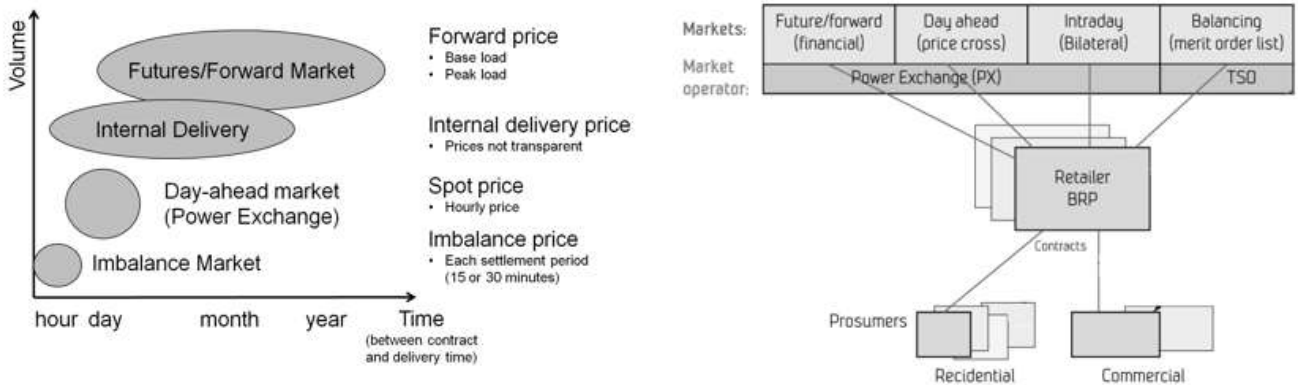 Volume
Futures/Forward Market
Internal Delivery
Day-ahead market
(Power Exchange)
Imbalance Market
hour day month year Time
(between contract
and delivery time)
Forward price
• Base load
• Peak load
Internal delivery price
• Prices not transparent
Spot price
• Hourly price
Imbalance price
• Each settlement period
(15 or 30 minutes)
Markets:
Future/forward
(financial)
Day ahead
(price cross)
Intraday
(Bilateral)
Balancing
(merit order list)
Market
operator:
Power Exchange (PX)
TSO
Retailer
BRP
Contracts
Prosumers
Recidential
Commercial